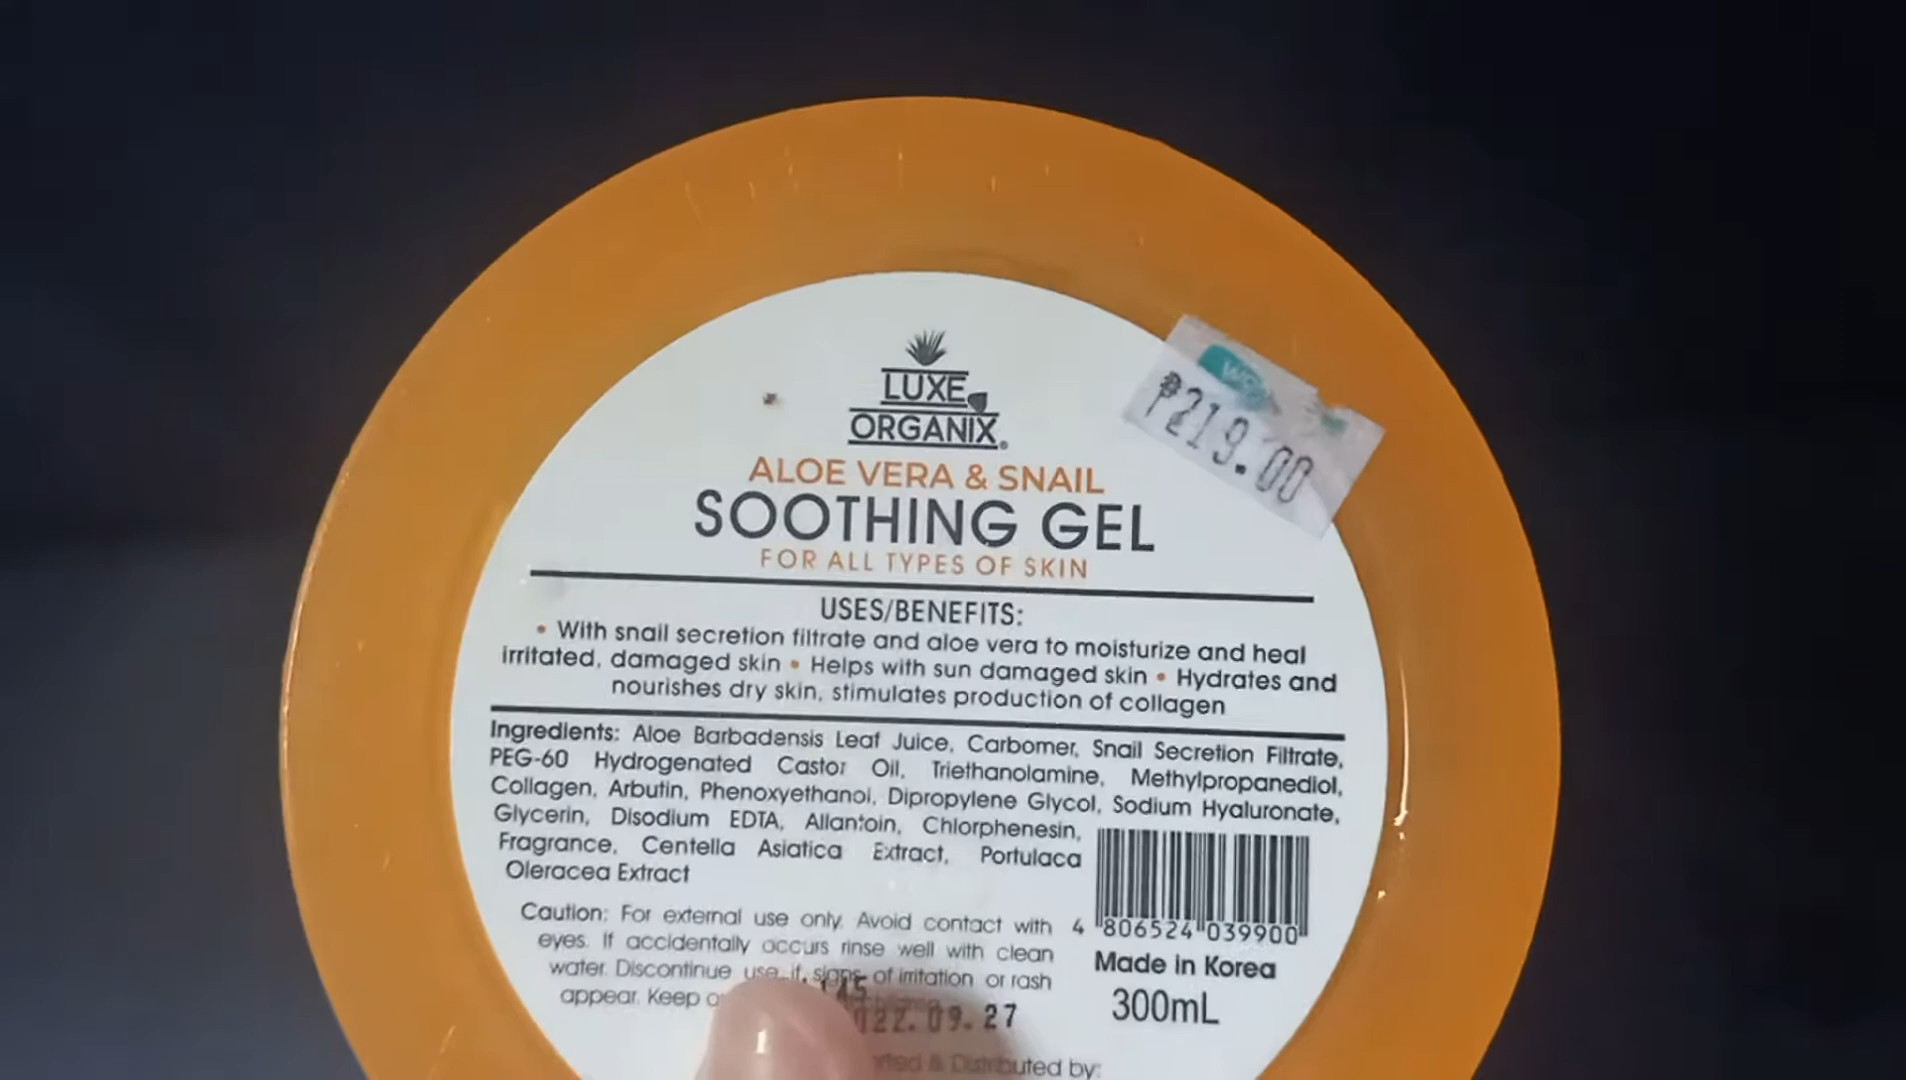 LUXE
ORGANIX®
₱219.00
ALOE VERA & SNAIL
SOOTHING GEL
FOR ALL TYPES OF SKIN
USES/BENEFITS:
• With snail secretion filtrate and aloe vera to moisturize and heal
irritated, damaged skin • Helps with sun damaged skin • Hydrates and
nourishes dry skin, stimulates production of collagen
Ingredients: Aloe Barbadensis Leaf Juice, Carbomer, Snail Secretion Filtrate,
PEG-60 Hydrogenated Castor Oil, Triethanolamine, Methylpropanediol,
Collagen, Arbutin, Phenoxyethanol, Dipropylene Glycol, Sodium Hyaluronate,
Glycerin, Disodium EDTA, Allantoin, Chlorphenesin,
Fragrance, Centella Asiatica Extract, Portulaca
Oleracea Extract
Caution: For external use only. Avoid contact with
eyes. If accidentally occurs rinse well with clean
water. Discontinue use if signs of irritation or rash
appear. Keep
22.09.27
4 806524 039900
Made in Korea
300mL
& Distributed by: